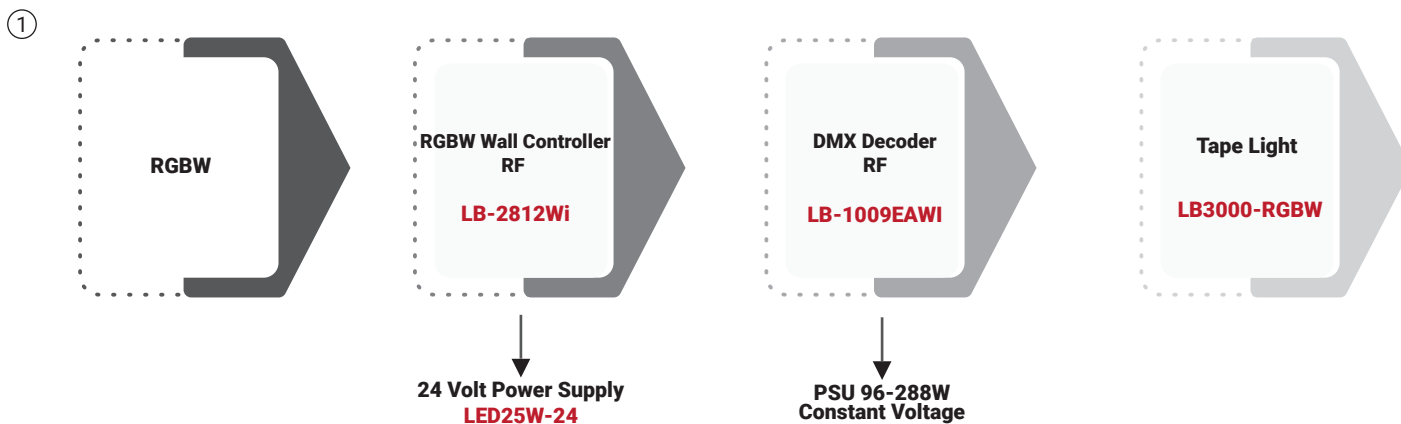 1
RGBW
RGBW Wall Controller
RF
LB-2812Wi
DMX Decoder
RF
LB-1009EAWI
Tape Light
LB3000-RGBW
24 Volt Power Supply
LED25W-24
PSU 96-288W
Constant Voltage